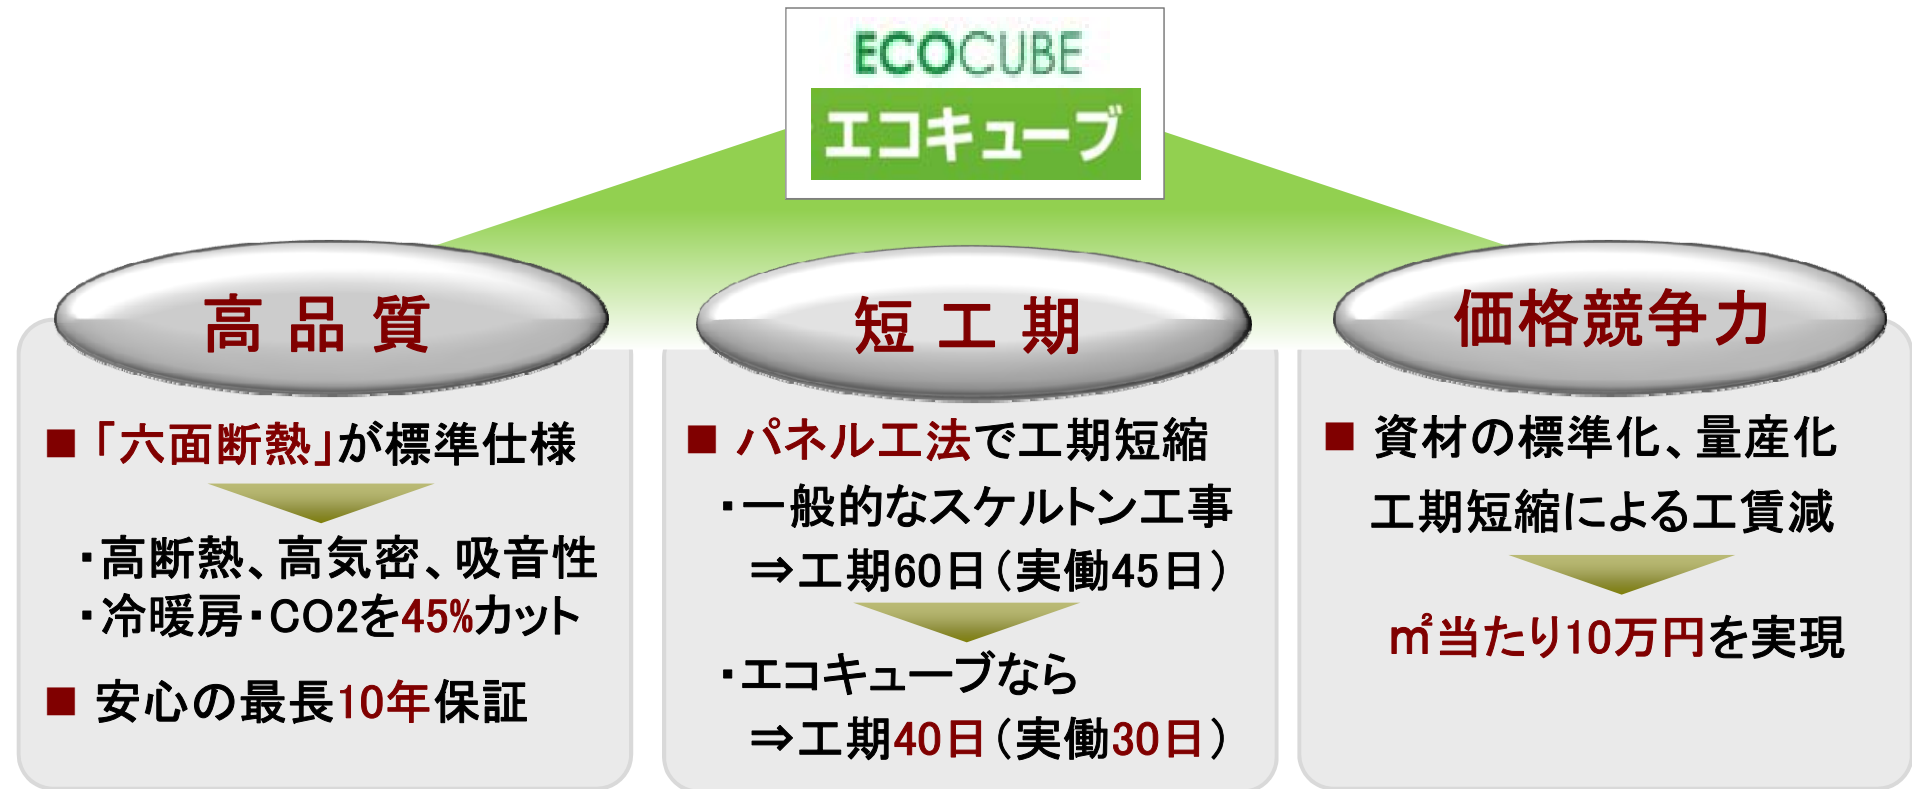 ECOCUBE
エコキューブ
高品質
■「六面断熱」が標準仕様
・高断熱、高気密、吸音性
・冷暖房・CO2を45%カット
■ 安心の最長10年保証
短工期
■ パネル工法で工期短縮
・一般的なスケルトン工事
⇒工期60日（実働45日）
・エコキューブなら
⇒工期40日（実働30日）
価格競争力
■ 資材の標準化、量産化
工期短縮による工賃減
㎡当たり10万円を実現